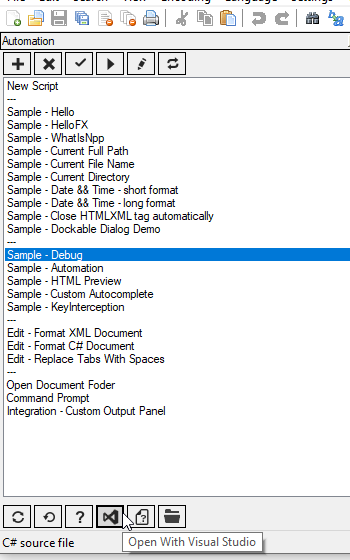 Automation
New Script
---
Sample - Hello
Sample - HelloFX
Sample - WhatIsNpp
Sample - Current Full Path
Sample - Current File Name
Sample - Current Directory
Sample - Date && Time - short format
Sample - Date && Time - long format
Sample - Close HTMLXML tag automatically
Sample - Dockable Dialog Demo
---
Sample - Debug
Sample - Automation
Sample - HTML Preview
Sample - Custom Autocomplete
Sample - KeyInterception
---
Edit - Format XML Document
Edit - Format C# Document
Edit - Replace Tabs With Spaces
---
Open Document Foder
Command Prompt
Integration - Custom Output Panel
Open With Visual Studio
C# source file